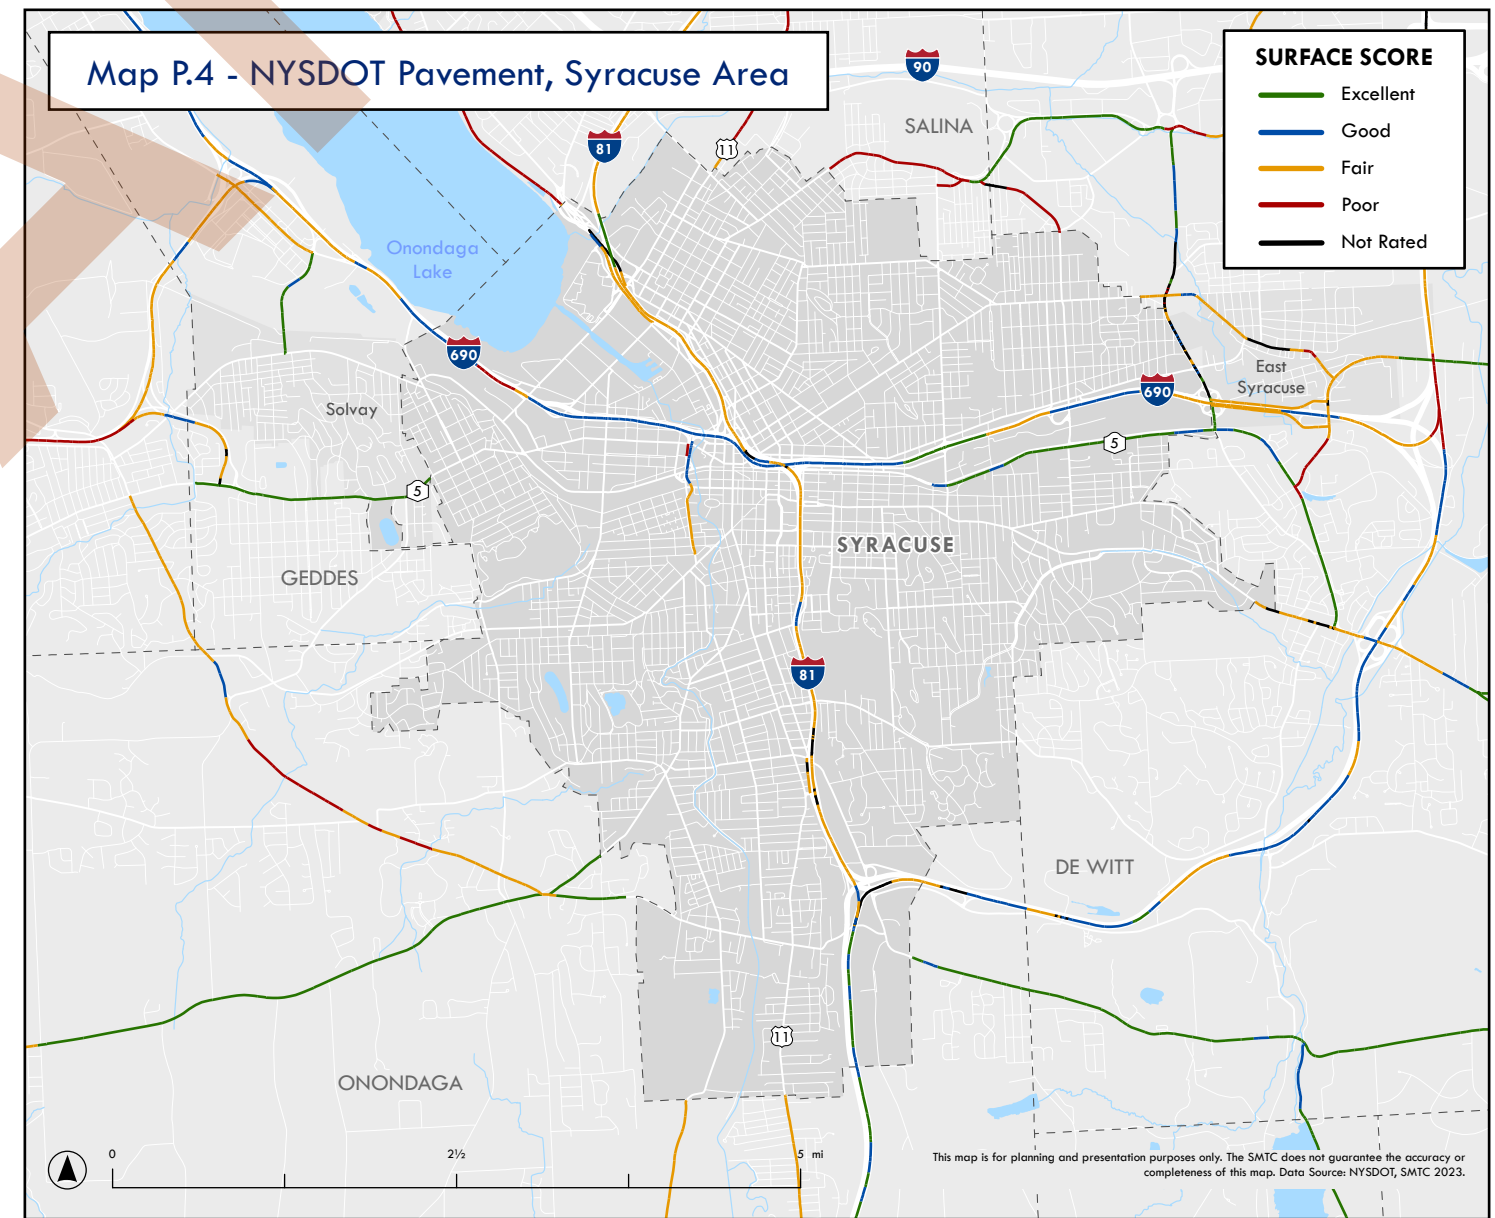 Map P.4 - NYSDOT Pavement, Syracuse Area
90
SURFACE SCORE
Excellent
Good
Fair
Poor
Not Rated
SALINA
81
11
Onondaga
Lake
690
Solvay
East
Syracuse
690
5
5
SYRACUSE
GEDDES
81
DE WITT
11
ONONDAGA
0
2½
5 mi
This map is for planning and presentation purposes only. The SMTC does not guarantee the accuracy or
completeness of this map. Data Source: NYSDOT, SMTC 2023.